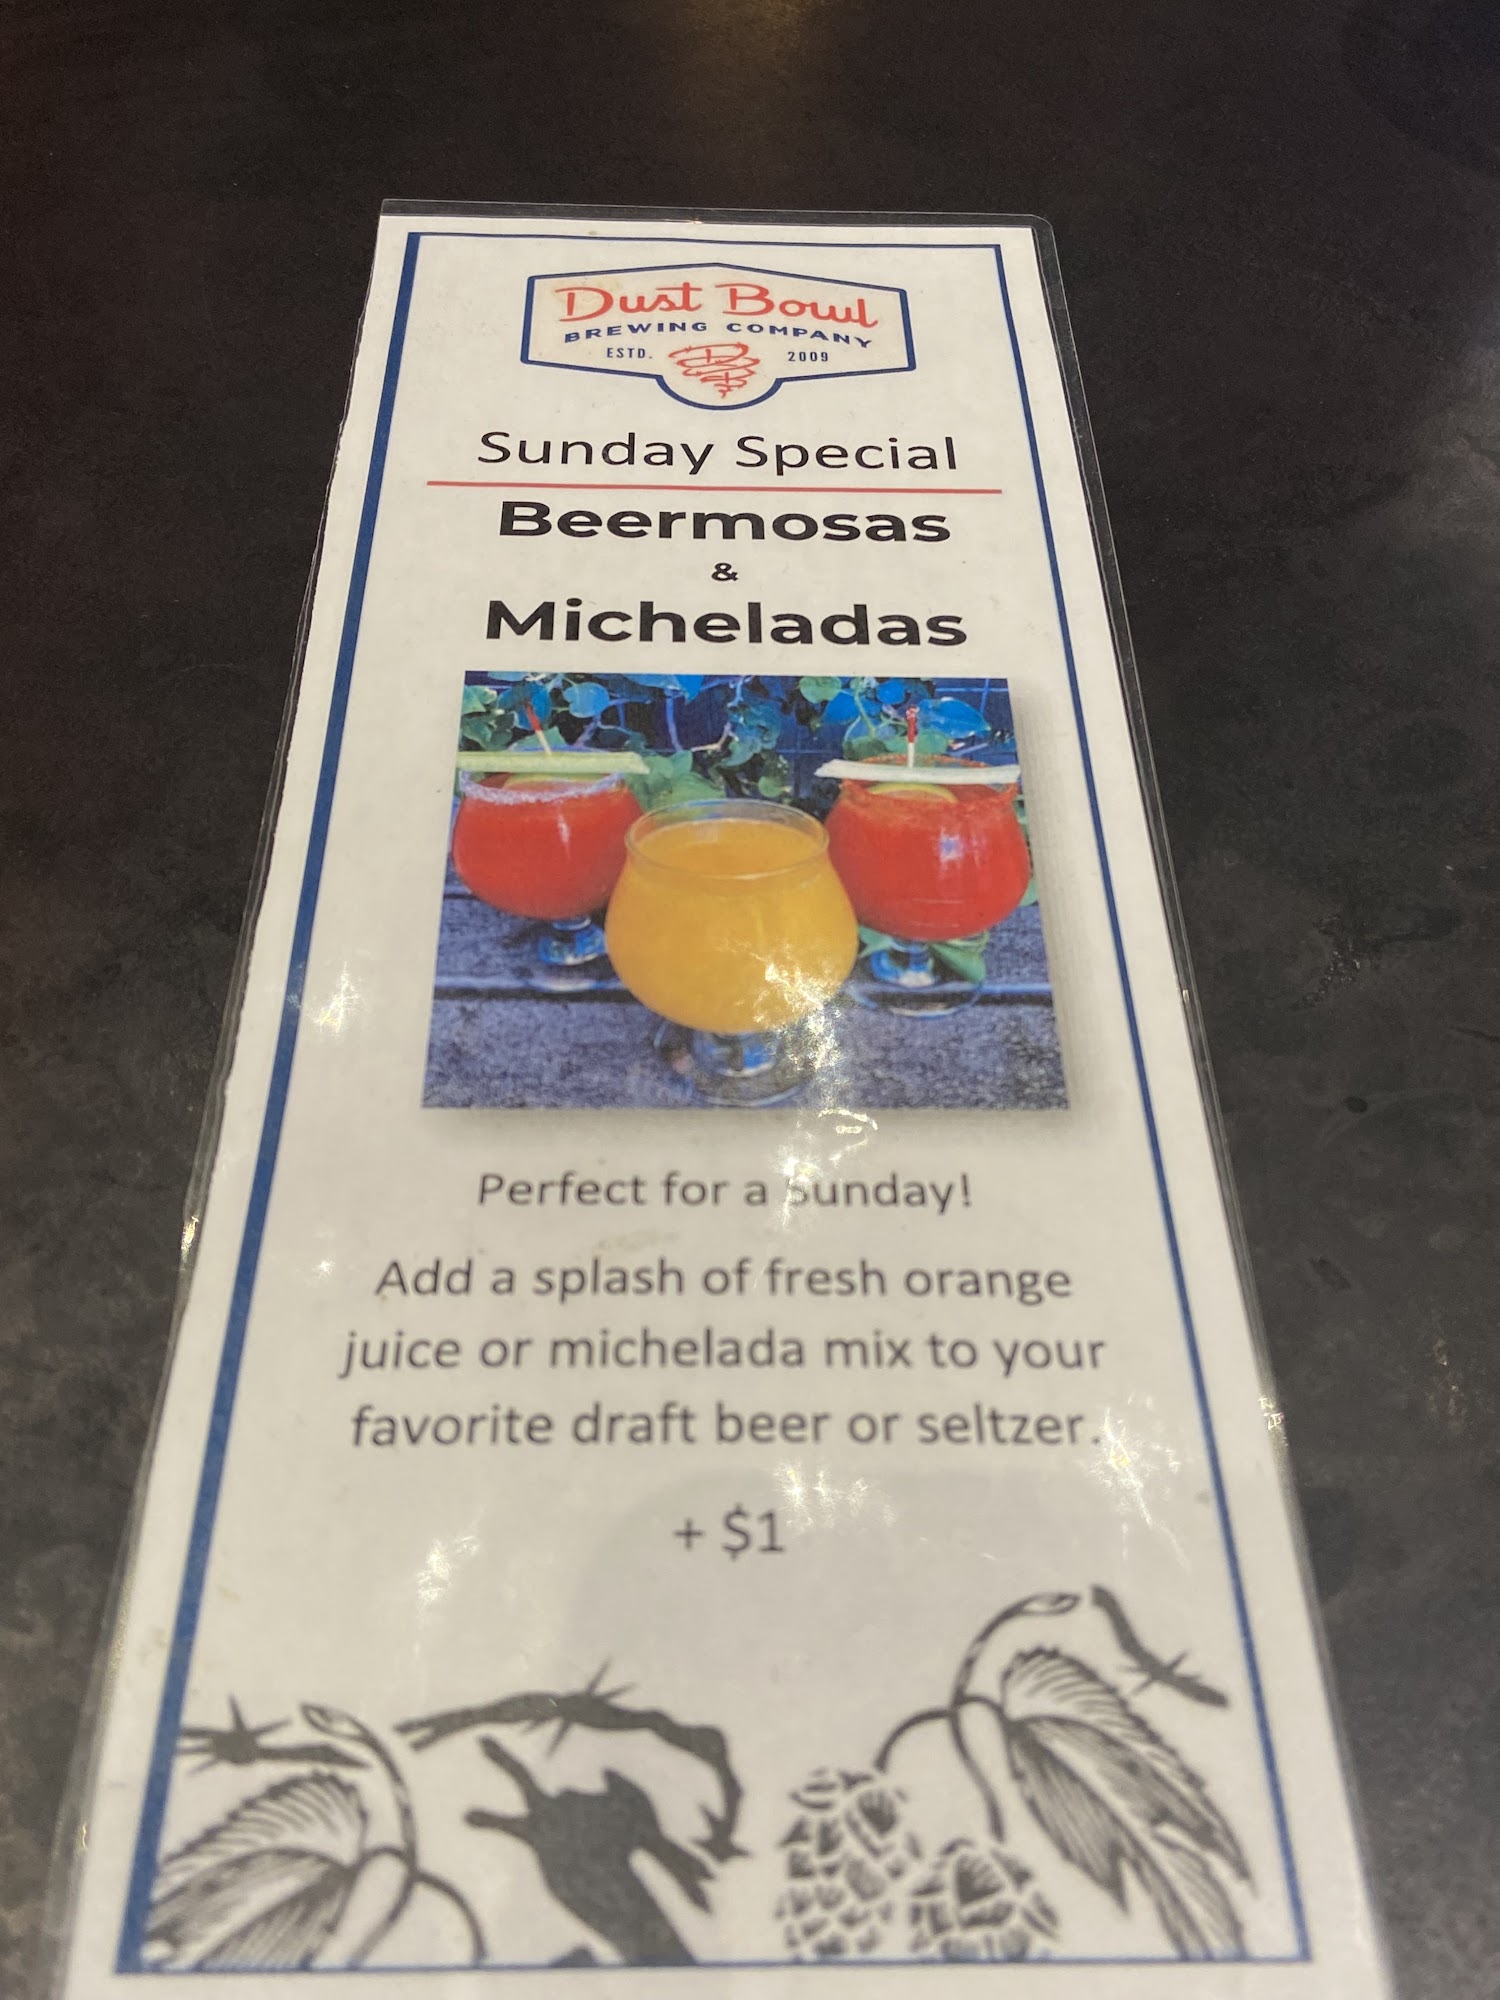 Dust Bowl
BREWING COMPANY
ESTD. 2009
Sunday Special
Beermosas
&
Micheladas
Perfect for a Sunday!
Add a splash of fresh orange
juice or michelada mix to your
favorite draft beer or seltzer.
+ $1